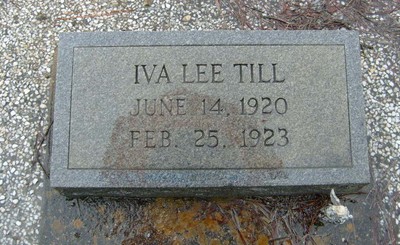 IVA LEE TILL
JUNE 14, 1920
FEB. 25, 1923